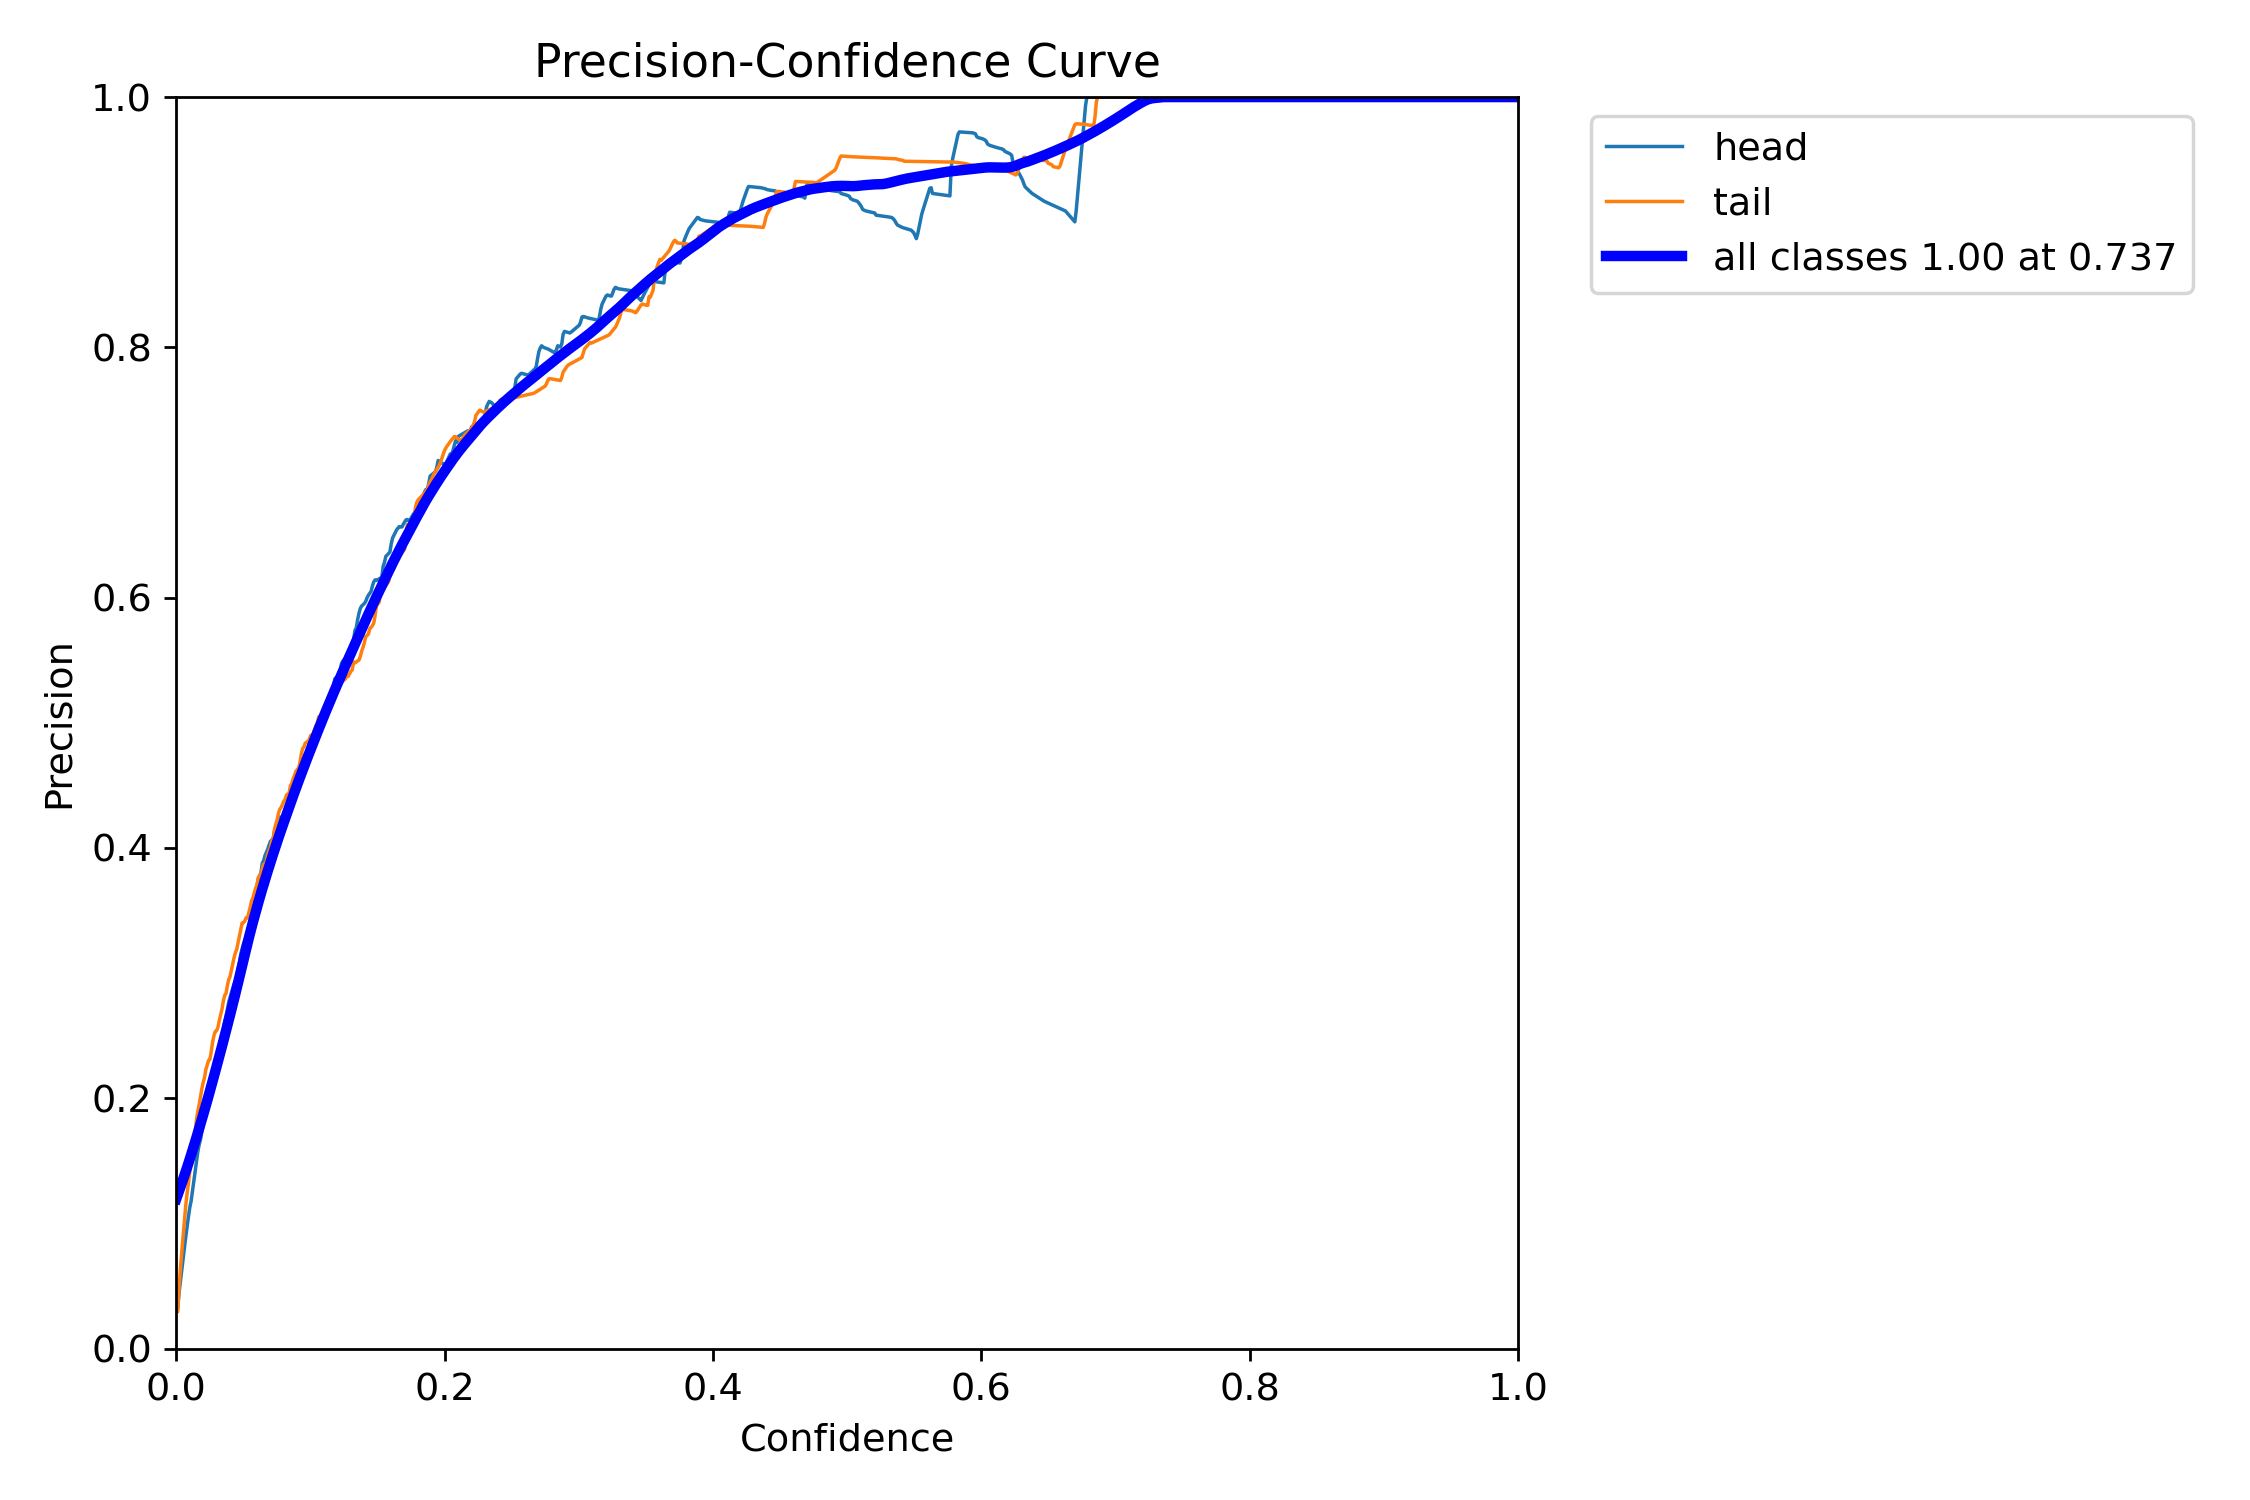 Precision-Confidence Curve
1.0
0.8
0.6
0.4
0.2
0.0
Precision
0.0 0.2 0.4 0.6 0.8 1.0
Confidence
head
tail
all classes 1.00 at 0.737